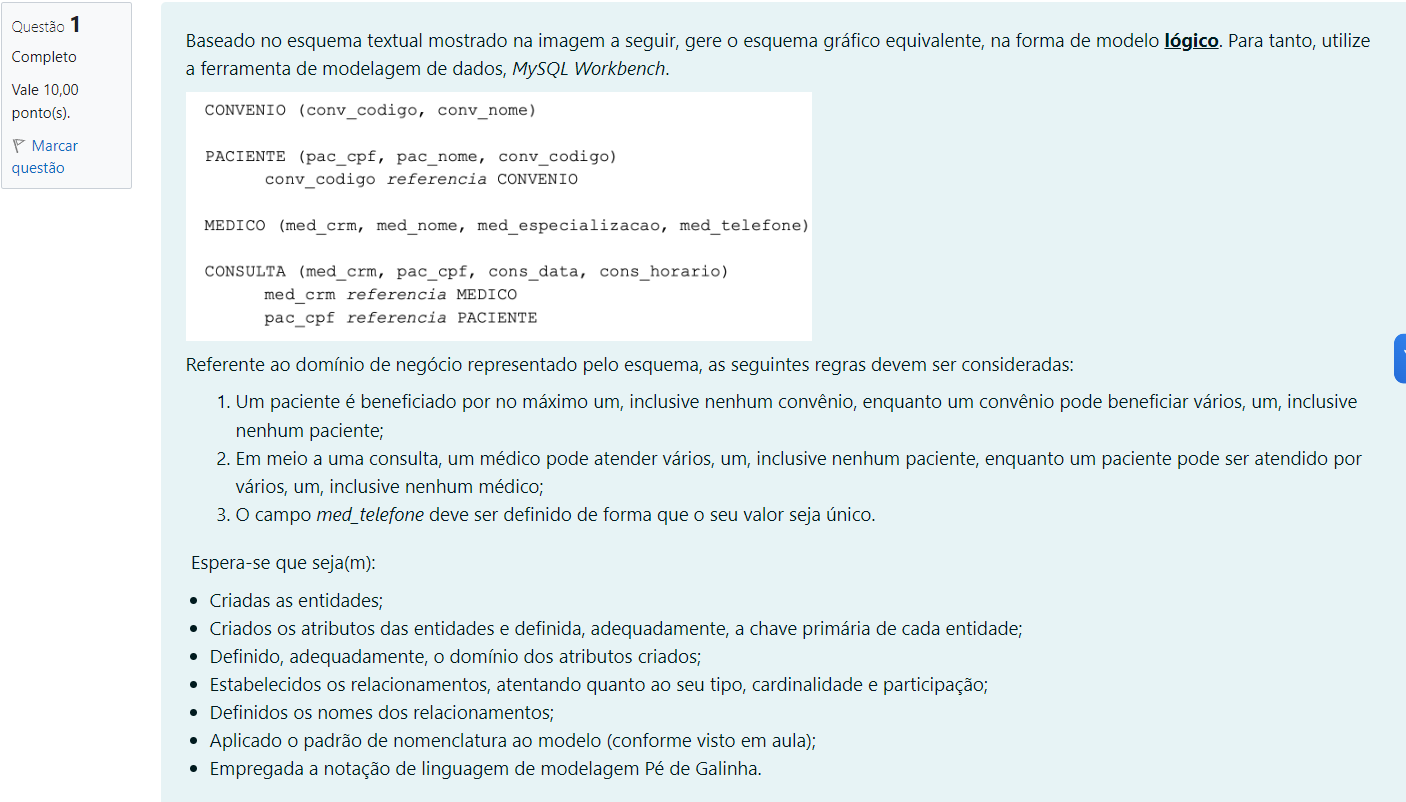 Questão 1
Completo
Vale 10,00
ponto(s).
Marcar
questão
Baseado no esquema textual mostrado na imagem a seguir, gere o esquema gráfico equivalente, na forma de modelo lógico. Para tanto, utilize
a ferramenta de modelagem de dados, MySQL Workbench.
CONVENIO (conv_codigo, conv_nome)
PACIENTE (pac_cpf, pac_nome, conv_codigo)
conv_codigo referencia CONVENIO
MEDICO (med_crm, med_nome, med_especializacao, med_telefone)
CONSULTA (med_crm, pac_cpf, cons_data, cons_horario)
med_crm referencia MEDICO
pac_cpf referencia PACIENTE
Referente ao domínio de negócio representado pelo esquema, as seguintes regras devem ser consideradas:
1. Um paciente é beneficiado por no máximo um, inclusive nenhum convênio, enquanto um convênio pode beneficiar vários, um, inclusive
nenhum paciente;
2. Em meio a uma consulta, um médico pode atender vários, um, inclusive nenhum paciente, enquanto um paciente pode ser atendido por
vários, um, inclusive nenhum médico;
3. O campo med_telefone deve ser definido de forma que o seu valor seja único.
Espera-se que seja(m):
• Criadas as entidades;
• Criados os atributos das entidades e definida, adequadamente, a chave primária de cada entidade;
• Definido, adequadamente, o domínio dos atributos criados;
• Estabelecidos os relacionamentos, atentando quanto ao seu tipo, cardinalidade e participação;
• Definidos os nomes dos relacionamentos;
• Aplicado o padrão de nomenclatura ao modelo (conforme visto em aula);
• Empregada a notação de linguagem de modelagem Pé de Galinha.